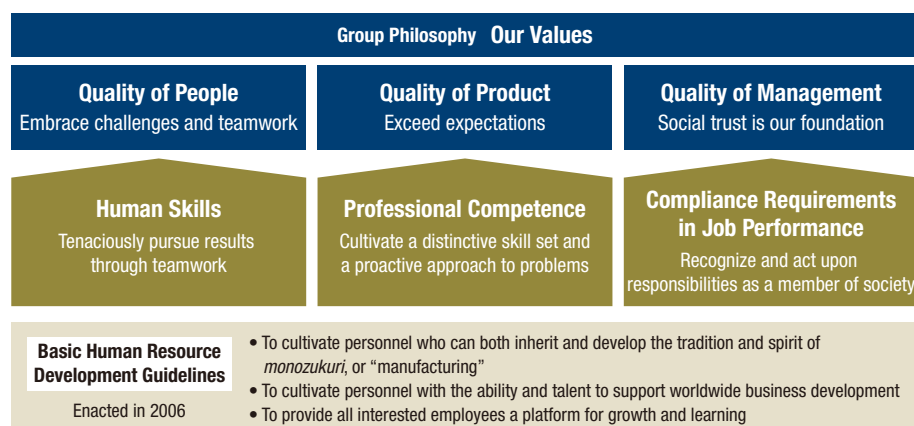 Group Philosophy Our Values
Quality of People
Embrace challenges and teamwork
Quality of Product
Exceed expectations
Quality of Management
Social trust is our foundation
Human Skills
Tenaciously pursue results
through teamwork
Professional Competence
Cultivate a distinctive skill set and
a proactive approach to problems
Compliance Requirements
in Job Performance
Recognize and act upon
responsibilities as a member of society
Basic Human Resource
Development Guidelines
Enacted in 2006
• To cultivate personnel who can both inherit and develop the tradition and spirit of
monozukuri, or “manufacturing”
• To cultivate personnel with the ability and talent to support worldwide business development
• To provide all interested employees a platform for growth and learning